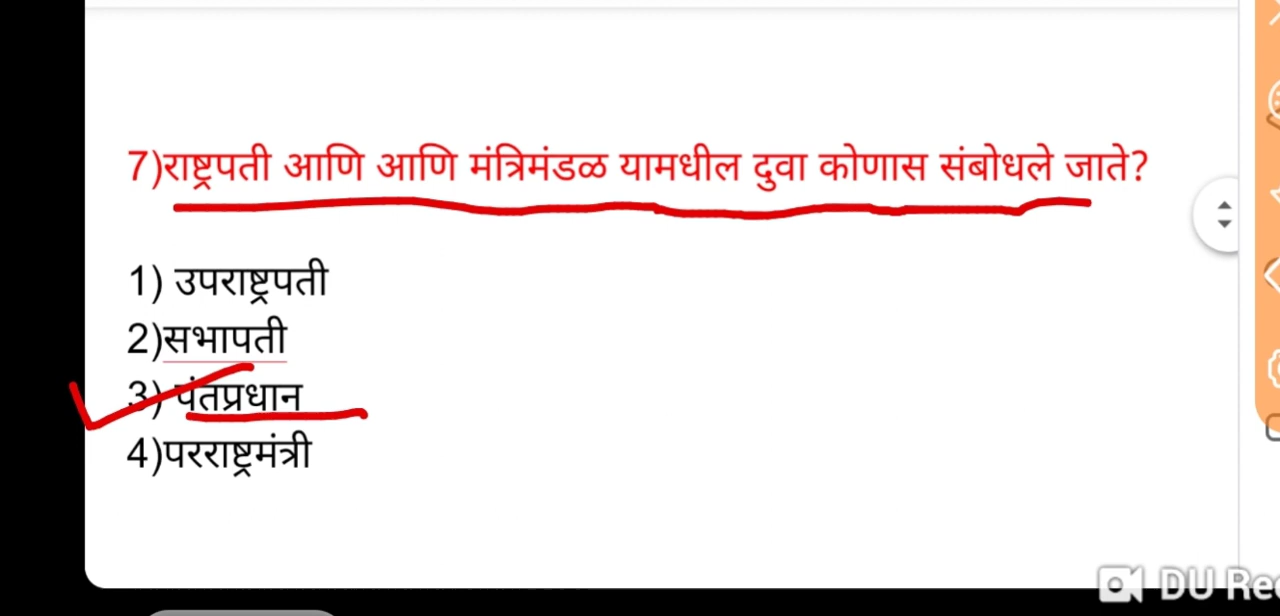 7)राष्ट्रपती आणि आणि मंत्रिमंडळ यामधील दुवा कोणास संबोधले जाते?
1) उपराष्ट्रपती
2)सभापती
3) पंतप्रधान
4)परराष्ट्रमंत्री
DU Rec